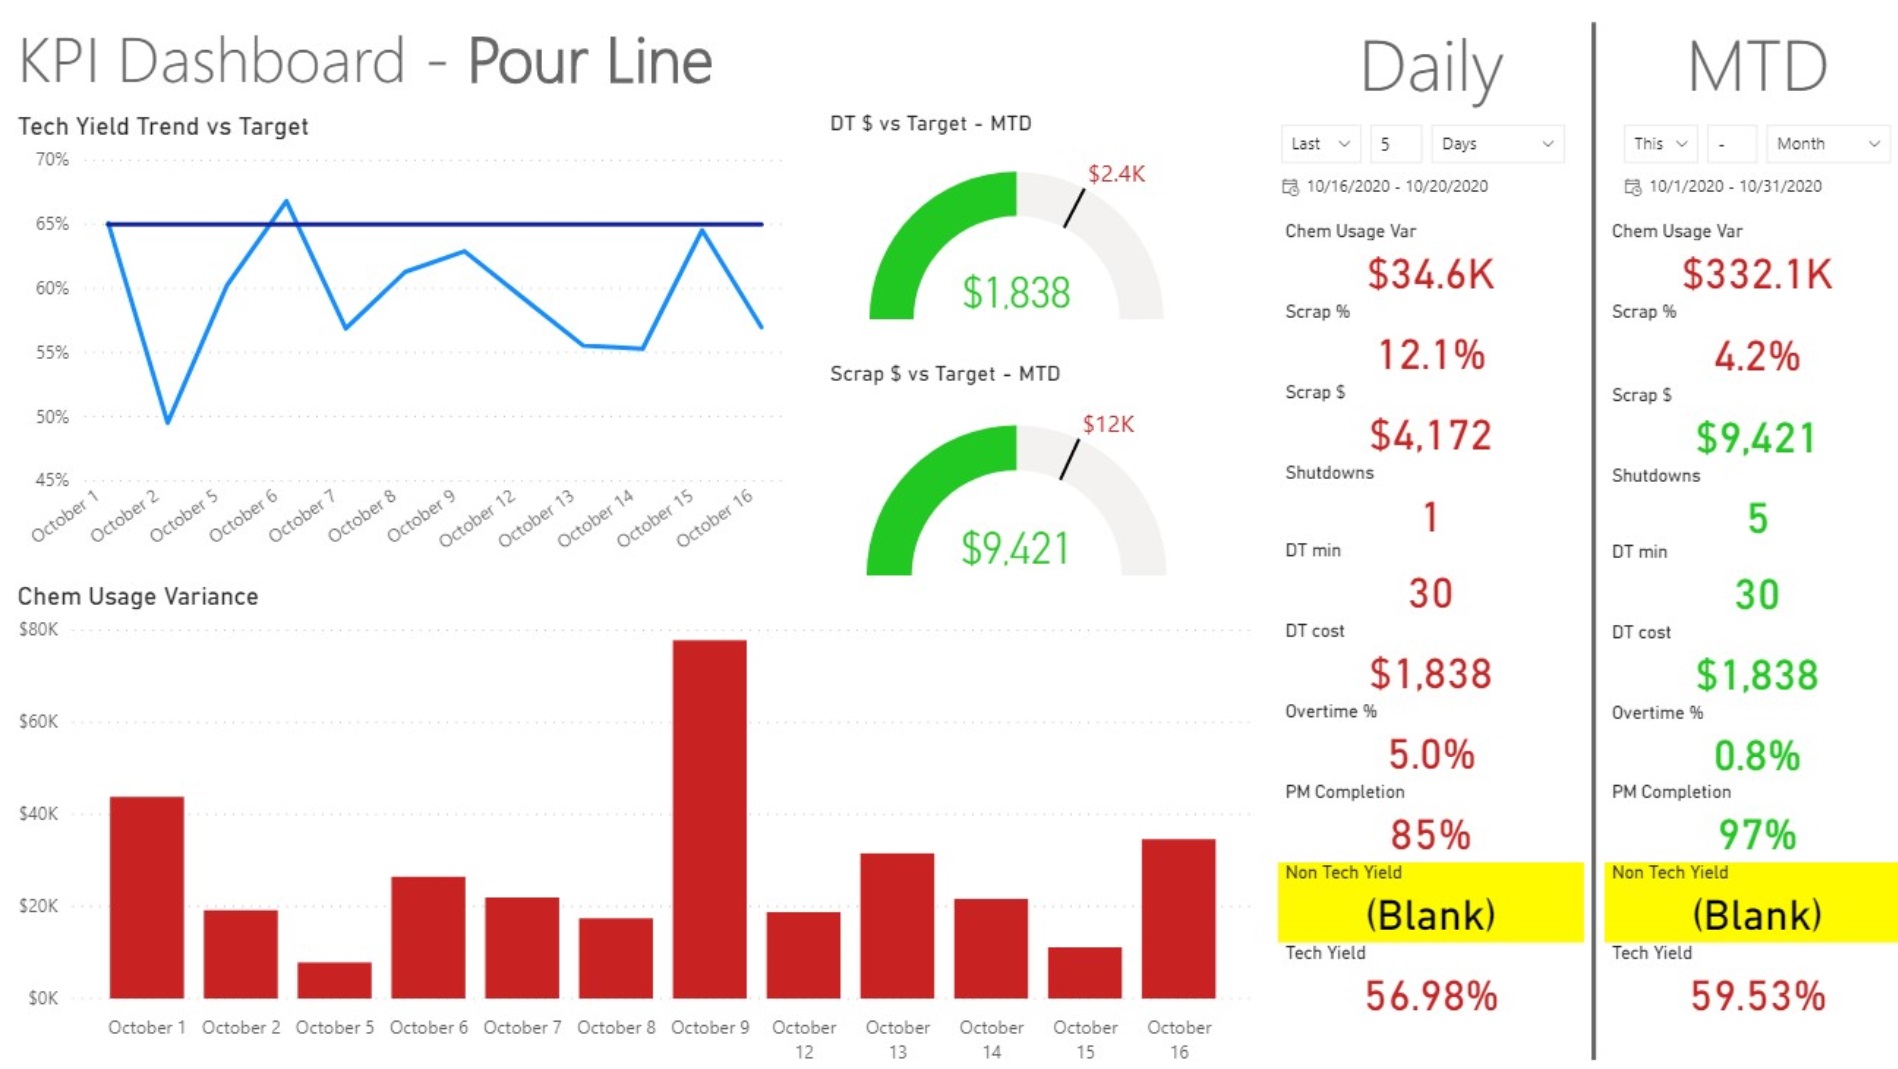 KPI Dashboard - Pour Line
Tech Yield Trend vs Target
70%
65%
60%
55%
50%
45%
October 1
October 2
October 5
October 6
October 7
October 8
October 9
October 12
October 13
October 14
October 15
October 16
DT $ vs Target - MTD
$2.4K
$1,838
Scrap $ vs Target - MTD
$12K
$9,421
Chem Usage Variance
$80K
$60K
$40K
$20K
$0K
October 1
October 2
October 5
October 6
October 7
October 8
October 9
October
12
October
13
October
14
October
15
October
16
Daily
Last 5 Days
10/16/2020 - 10/20/2020
Chem Usage Var
$34.6K
Scrap %
12.1%
Scrap $
$4,172
Shutdowns
1
DT min
30
DT cost
$1,838
Overtime %
5.0%
PM Completion
85%
Non Tech Yield
(Blank)
Tech Yield
56.98%
MTD
This - Month
10/1/2020 - 10/31/2020
Chem Usage Var
$332.1K
Scrap %
4.2%
Scrap $
$9,421
Shutdowns
5
DT min
30
DT cost
$1,838
Overtime %
0.8%
PM Completion
97%
Non Tech Yield
(Blank)
Tech Yield
59.53%